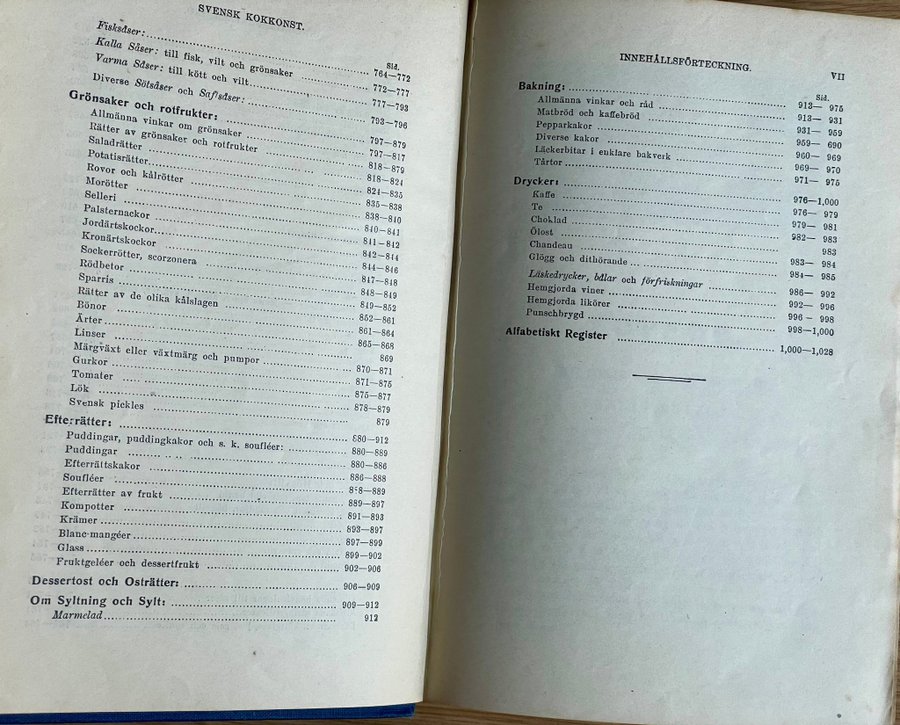 SVENSK KOKKONST.
Sid.
Fisksåser: 764—772
Kalla Såser: till fisk, vilt och grönsaker 772—777
Varma Såser: till kött och vilt 777—793
Diverse Sötsåser och Saftsåser: 793—796
Grönsaker och rotfrukter: 797—879
Allmänna vinkar om grönsaker 797—817
Rätter av grönsaker och rotfrukter 818—879
Saladrätter 818—824
Potatisrätter 824—835
Rovor och kålrötter 835—838
Morötter 838—840
Selleri 840—841
Palsternackor 841—842
Jordärtskockor 842—844
Kronärtskockor 844—846
Sockerrötter, scorzonera 847—848
Rödbetor 848—849
Sparris 849—852
Rätter av de olika kålslagen 852—861
Bönor 861—864
Ärter 865—868
Linser 869
Märgväxt eller växtmärg och pumpor 870—871
Gurkor 871—875
Tomater 875—877
Lök 878—879
Svensk pickles 879
Efterrätter: 880—912
Puddingar, puddingkakor och s. k. soufléer: 880—889
Puddingar 880—886
Efterrättskakor 886—888
Soufléer 888—889
Efterrätter av frukt 889—897
Kompotter 891—893
Krämer 893—897
Blanc-mangéer 897—899
Glass 899—902
Fruktgeléer och dessertfrukt 902—906
Dessertost och Osträtter: 906—909
Om Syltning och Sylt: 909—912
Marmelad 912
INNEHÅLLSFÖRTECKNING. VII
Sid.
Bakning: 913— 975
Allmänna vinkar och råd 913— 931
Matbröd och kaffebröd 931— 959
Pepparkakor 959— 690
Diverse kakor 960— 969
Läckerbitar i enklare bakverk 969— 970
Tårtor 971— 975
Drycker: 976—1,000
Kaffe 976— 979
Te 979— 981
Choklad 982— 983
Ölost 983
Chandeau 983— 984
Glögg och dithörande 984— 985
Läskedrycker, bålar och förfriskningar 986— 992
Hemgjorda viner 992— 996
Hemgjorda likörer 996 - 998
Punschbrygd 998—1,000
Alfabetiskt Register 1,000—1,028